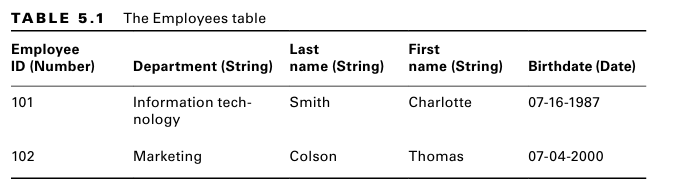 TABLE 5.1 The Employees table
Employee ID (Number) Department (String) Last name (String) First name (String) Birthdate (Date)
101 Information tech-
nology Smith Charlotte 07-16-1987
102 Marketing Colson Thomas 07-04-2000